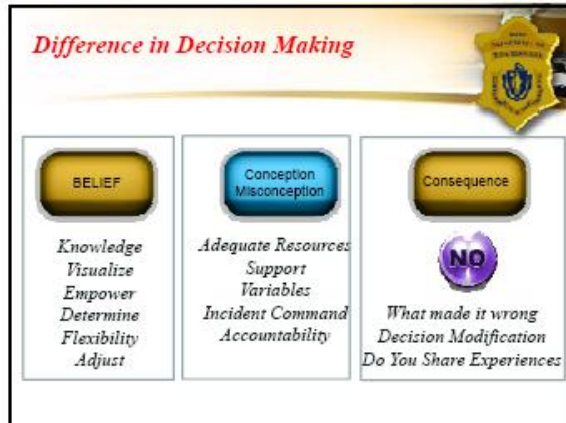 Difference in Decision Making
BELIEF
Knowledge
Visualize
Empower
Determine
Flexibility
Adjust
Conception
Misconception
Adequate Resources
Support
Variables
Incident Command
Accountability
Consequence
NO
What made it wrong
Decision Modification
Do You Share Experiences